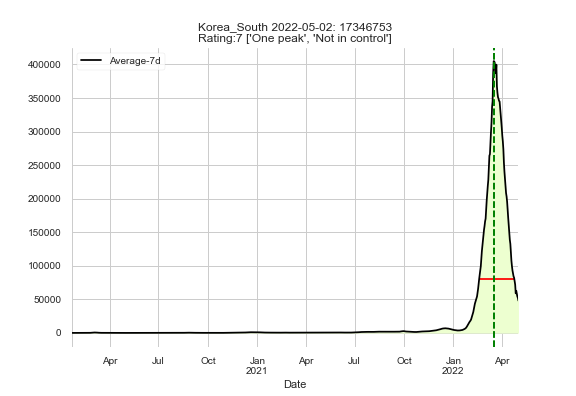 Korea_South 2022-05-02: 17346753
Rating:7 ['One peak', 'Not in control']
Average-7d
400000
350000
300000
250000
200000
150000
100000
50000
0
Apr Jul Oct Jan Apr Jul Oct Jan Apr
2021 2022
Date